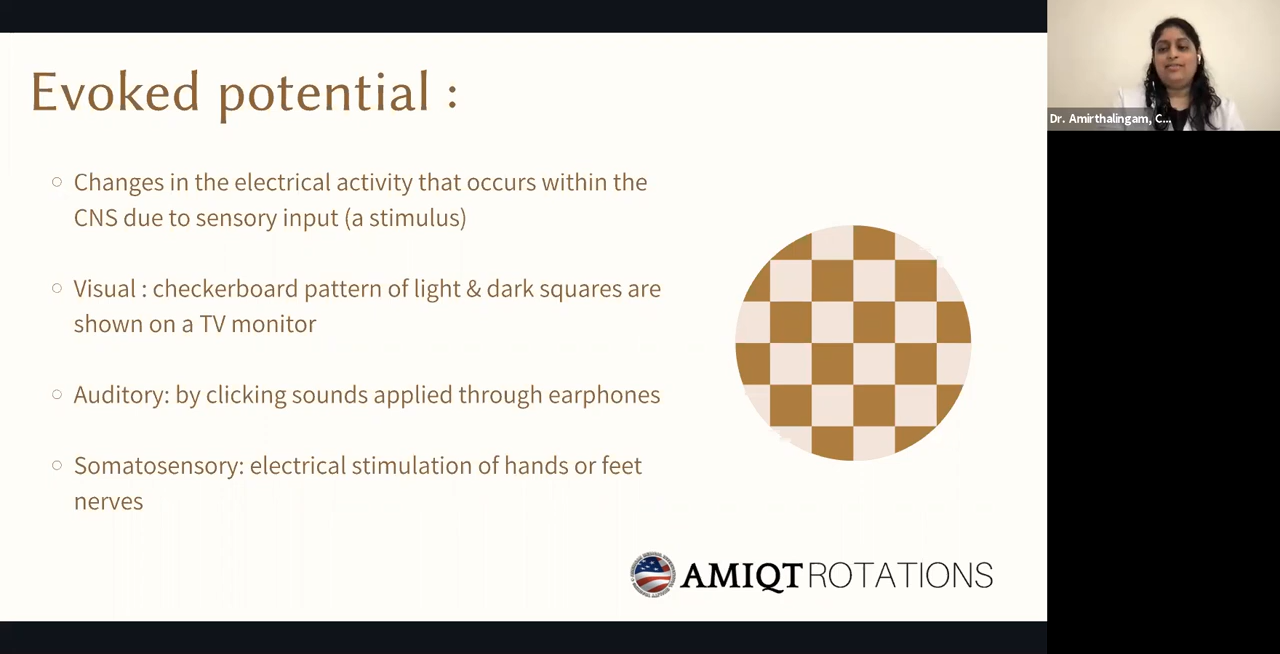 Evoked potential :
Changes in the electrical activity that occurs within the
CNS due to sensory input (a stimulus)
Visual : checkerboard pattern of light & dark squares are
shown on a TV monitor
Auditory: by clicking sounds applied through earphones
Somatosensory: electrical stimulation of hands or feet
nerves
AMIQT ROTATIONS
Dr. Amirthalingam, C...